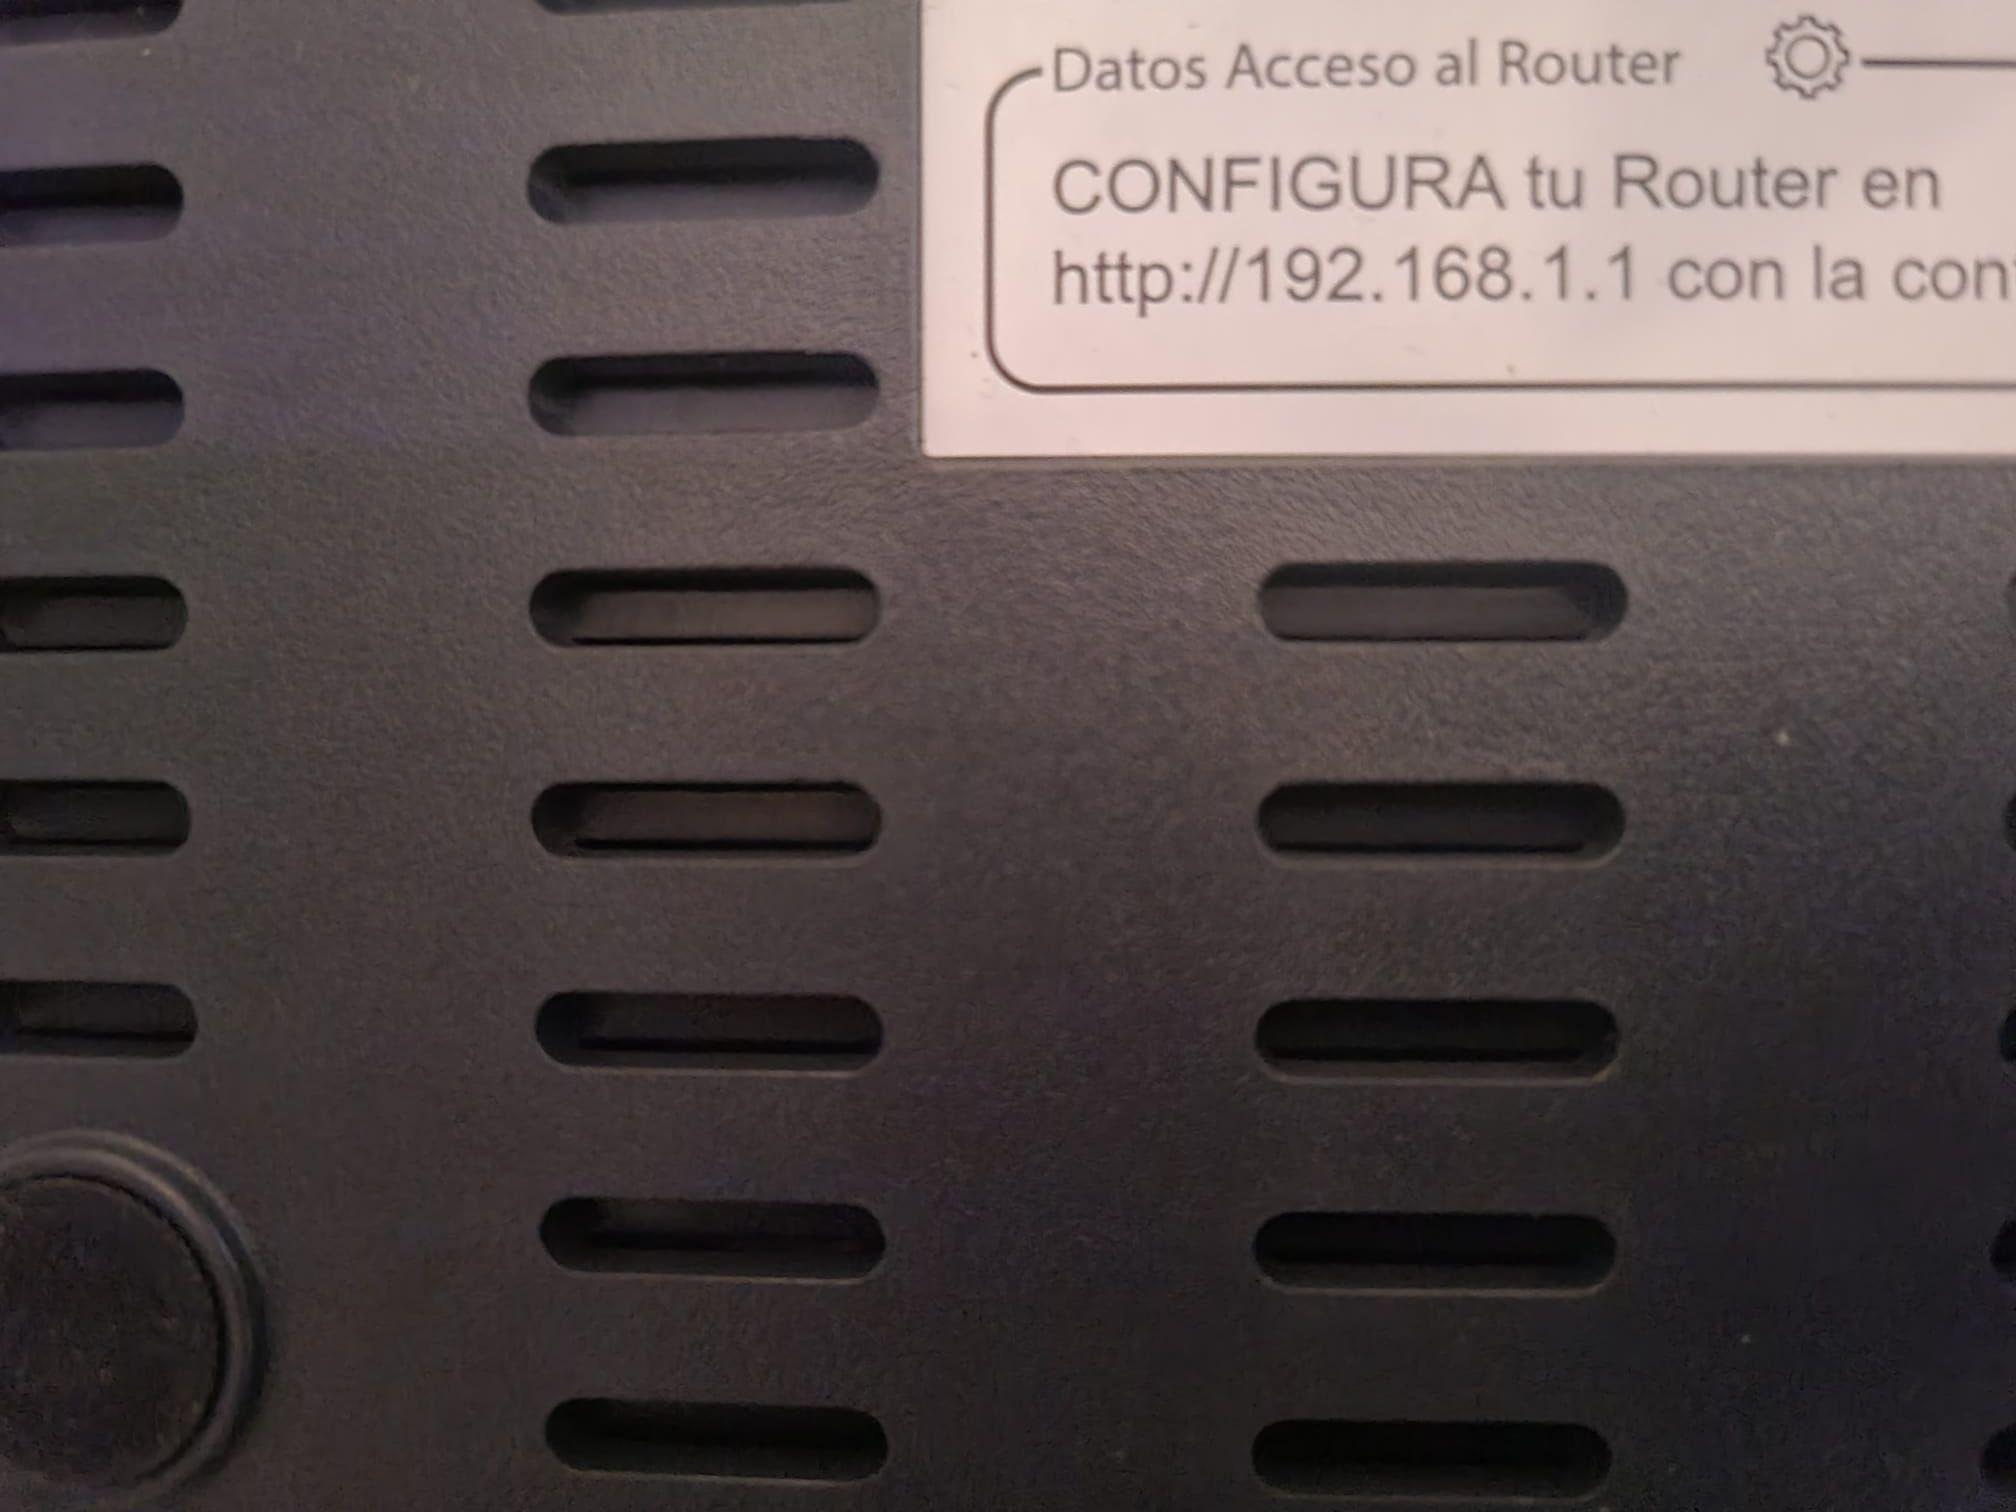 Datos Acceso al Router
CONFIGURA tu Router en
http://192.168.1.1 con la